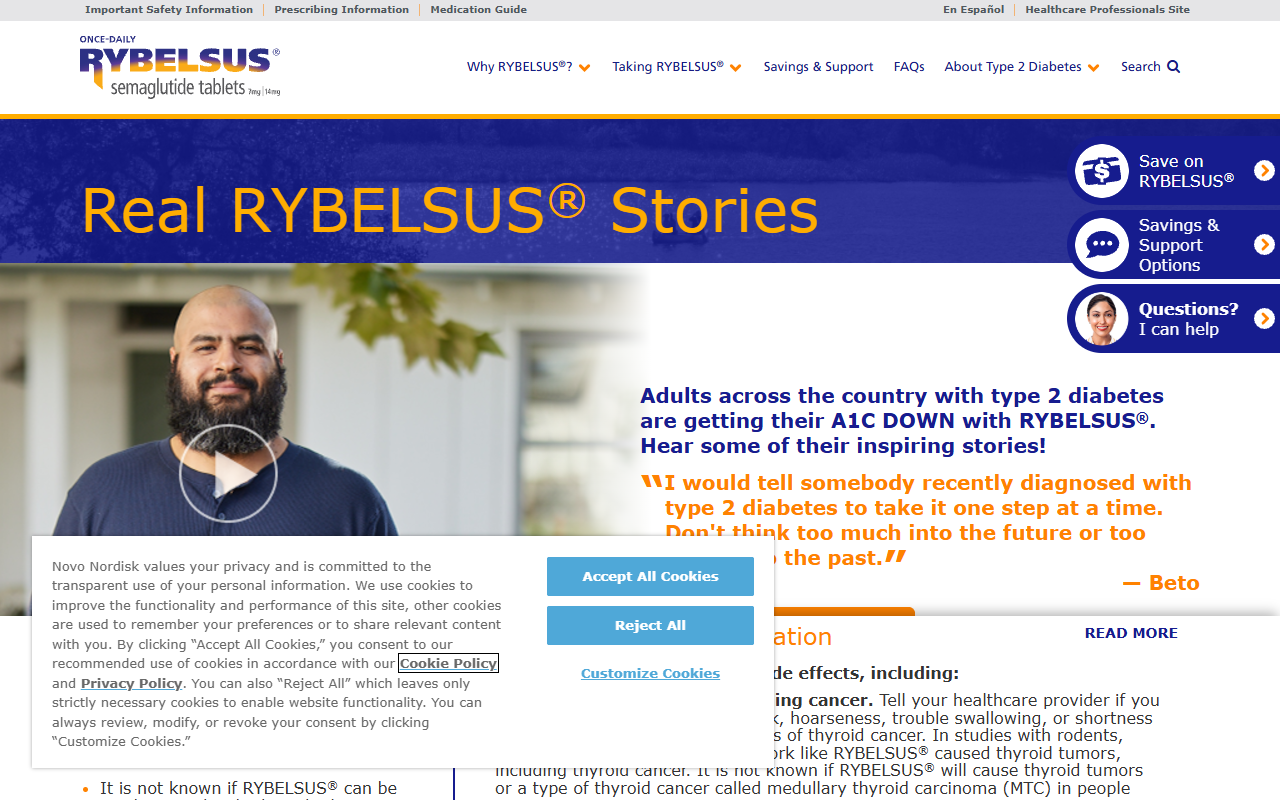 Important Safety Information
Prescribing Information
Medication Guide
En Español
Healthcare Professionals Site
ONCE-DAILY
RYBELSUS®
semaglutide tablets 7mg | 14mg
Why RYBELSUS®?
Taking RYBELSUS®
Savings & Support
FAQs
About Type 2 Diabetes
Search
Real RYBELSUS® Stories
Save on
RYBELSUS®
Savings &
Support
Options
Questions?
I can help
Adults across the country with type 2 diabetes
are getting their A1C DOWN with RYBELSUS®.
Hear some of their inspiring stories!
“I would tell somebody recently diagnosed with
type 2 diabetes to take it one step at a time.
Don't think too much into the future or too
the past.”
— Beto
Novo Nordisk values your privacy and is committed to the
transparent use of your personal information. We use cookies to
improve the functionality and performance of this site, other cookies
are used to remember your preferences or to share relevant content
with you. By clicking “Accept All Cookies,” you consent to our
recommended use of cookies in accordance with our Cookie Policy
and Privacy Policy. You can also “Reject All” which leaves only
strictly necessary cookies to enable website functionality. You can
always review, modify, or revoke your consent by clicking
“Customize Cookies.”
Accept All Cookies
Reject All
Customize Cookies
READ MORE
effects, including:
cancer. Tell your healthcare provider if you
hoarseness, trouble swallowing, or shortness
of thyroid cancer. In studies with rodents,
like RYBELSUS® caused thyroid tumors,
including thyroid cancer. It is not known if RYBELSUS® will cause thyroid tumors
or a type of thyroid cancer called medullary thyroid carcinoma (MTC) in people
• It is not known if RYBELSUS® can be